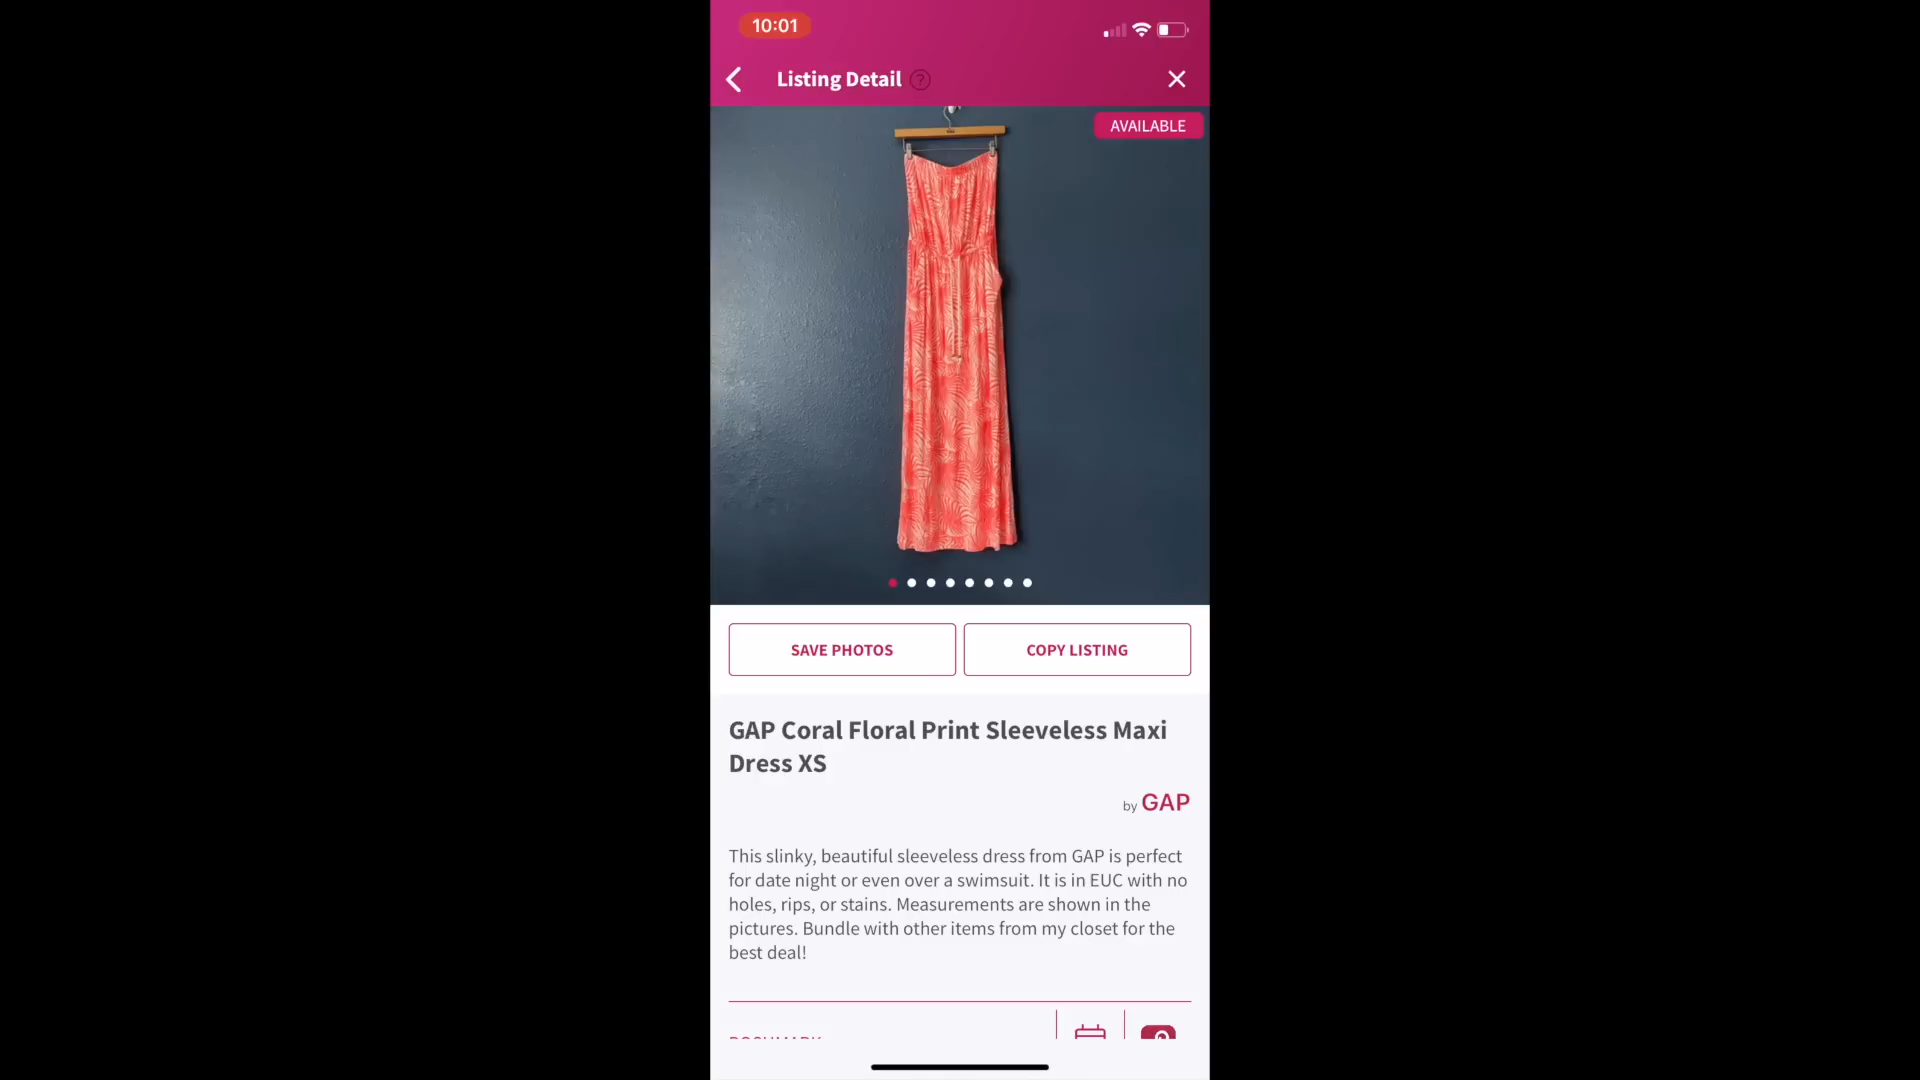 10:01
Listing Detail ?
AVAILABLE
SAVE PHOTOS
COPY LISTING
GAP Coral Floral Print Sleeveless Maxi
Dress XS
by GAP
This slinky, beautiful sleeveless dress from GAP is perfect
for date night or even over a swimsuit. It is in EUC with no
holes, rips, or stains. Measurements are shown in the
pictures. Bundle with other items from my closet for the
best deal!